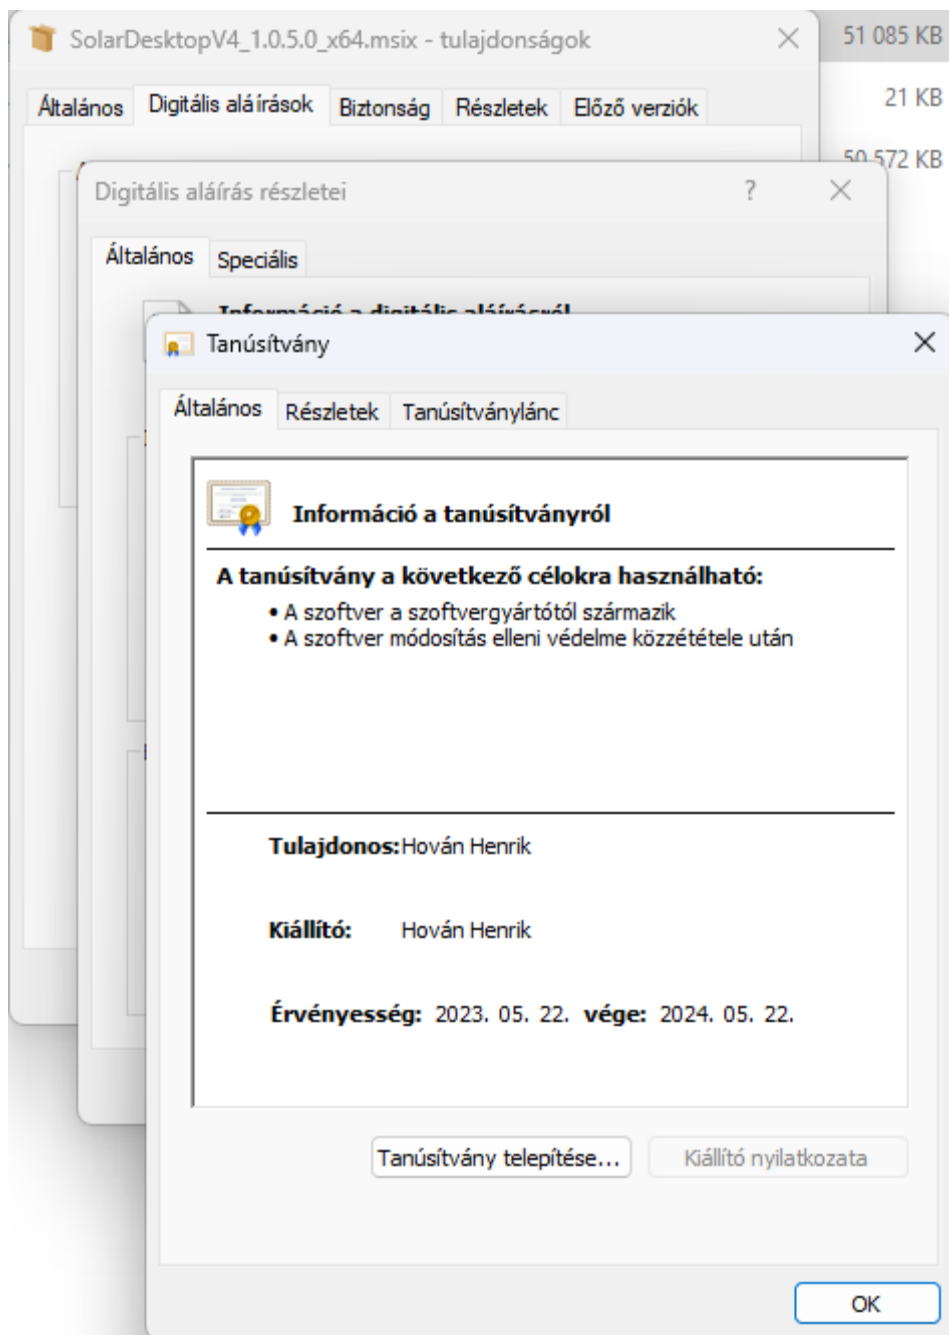 SolarDesktopV4_1.0.5.0_x64.msix - tulajdonságok
51 085 KB
Általános Digitális aláírások Biztonság Részletek Előző verziók
21 KB
50 572 KB
Digitális aláírás részletei ?
Általános Speciális
Információ a digitális aláírásról
Tanúsítvány
Általános Részletek Tanúsítványlánc
Információ a tanúsítványról
A tanúsítvány a következő célokra használható:
• A szoftver a szoftvergyártótól származik
• A szoftver módosítás elleni védelme közzététele után
Tulajdonos: Hován Henrik
Kiállító: Hován Henrik
Érvényesség: 2023. 05. 22. vége: 2024. 05. 22.
Tanúsítvány telepítése... Kiállító nyilatkozata
OK